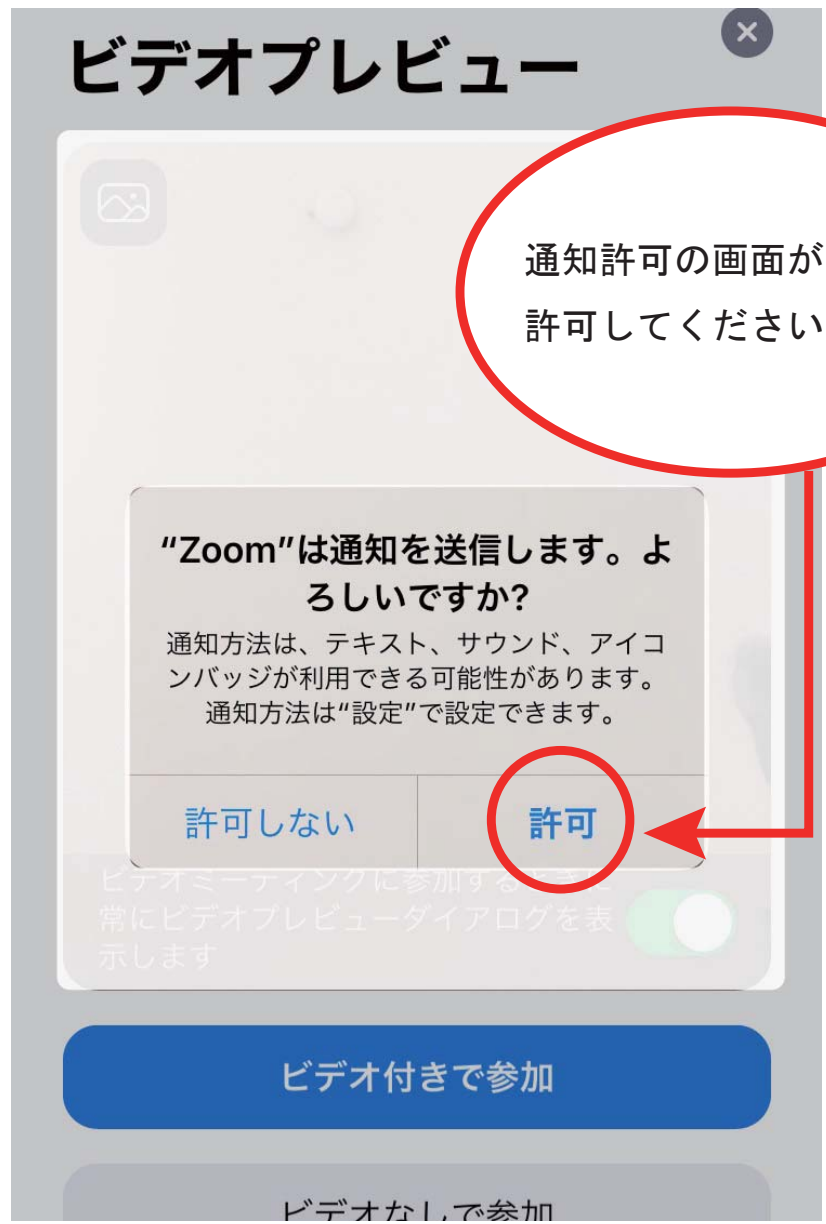 ビデオプレビュー
通知許可の画面が
許可してください
“Zoom”は通知を送信します。よ
ろしいですか?
通知方法は、テキスト、サウンド、アイコ
ンバッジが利用できる可能性があります。
通知方法は“設定”で設定できます。
許可しない
許可
ビデオミーティングに参加するときに
常にビデオプレビューダイアログを表
示します
ビデオ付きで参加
ビデオなしで参加